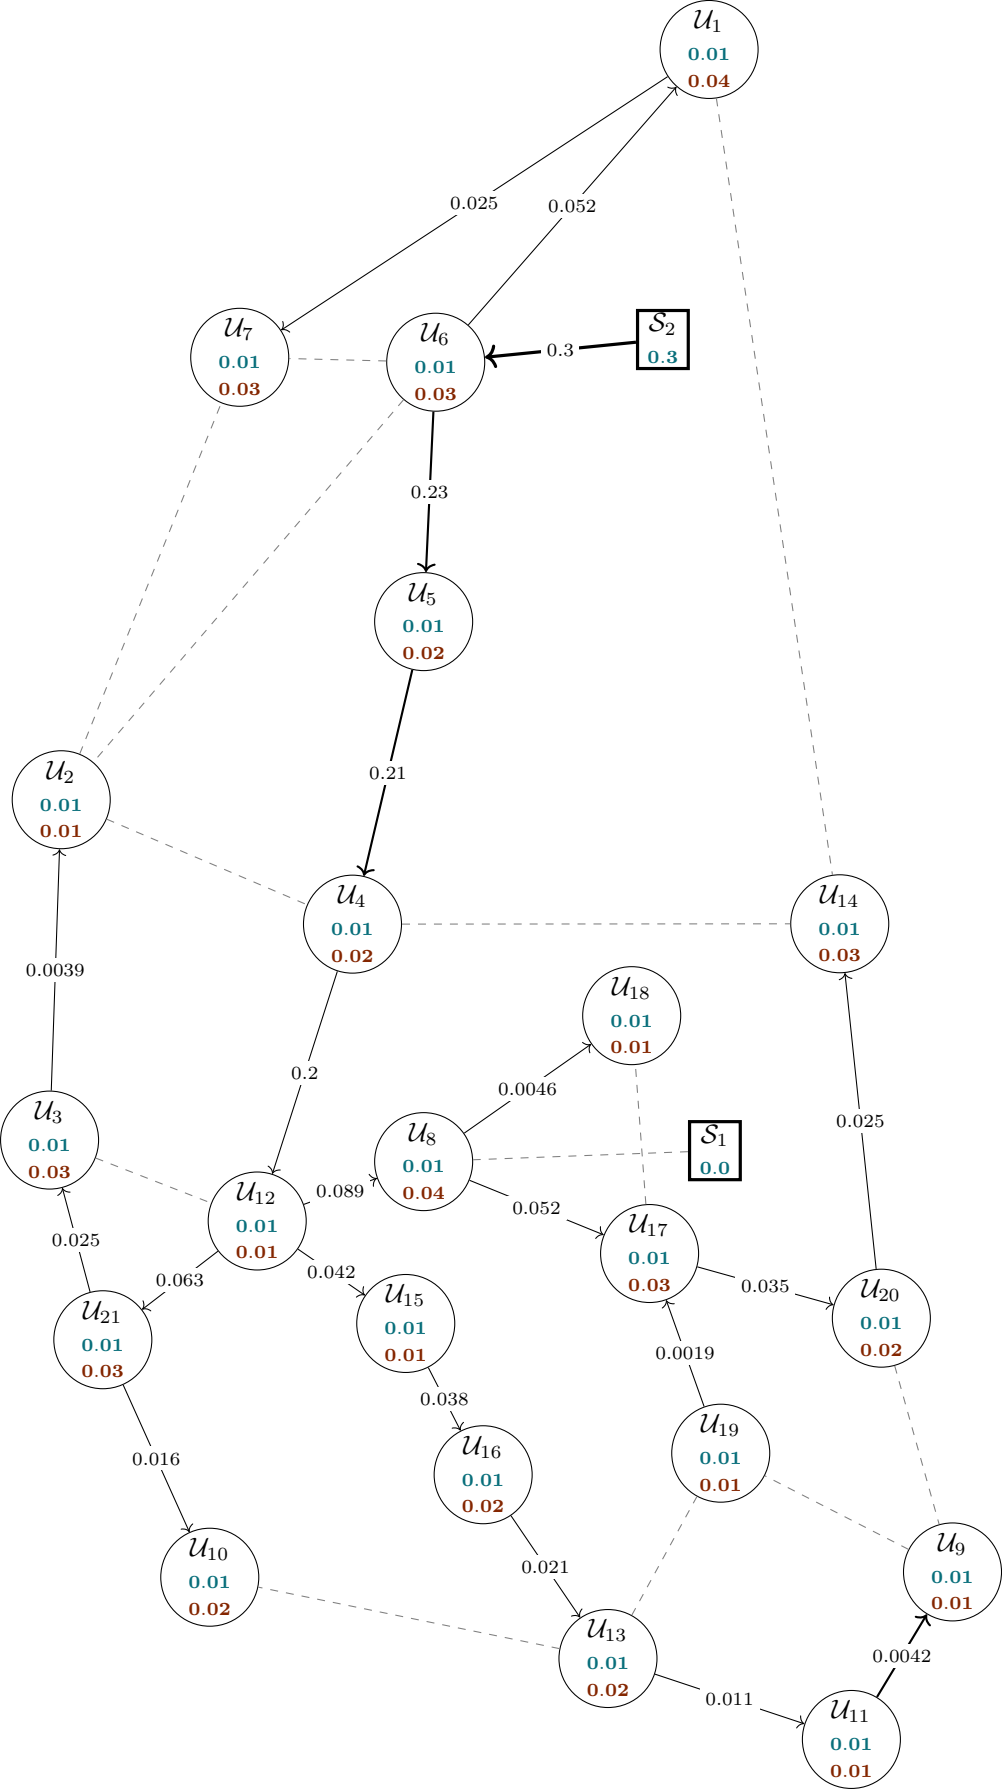 𝒰₁
0.01
0.04
0.025
0.052
𝒰₇
0.01
0.03
𝒰₆
0.01
0.03
0.3
𝒮₂
0.3
0.23
𝒰₅
0.01
0.02
0.21
𝒰₂
0.01
0.01
𝒰₄
0.01
0.02
𝒰₁₄
0.01
0.03
0.0039
𝒰₁₈
0.01
0.01
0.2
0.0046
𝒰₃
0.01
0.03
𝒰₈
0.01
0.04
𝒮₁
0.0
0.025
𝒰₁₂
0.01
0.01
0.089
0.052
𝒰₁₇
0.01
0.03
0.025
0.063
0.042
0.035
𝒰₂₀
0.01
0.02
𝒰₂₁
0.01
0.03
𝒰₁₅
0.01
0.01
0.0019
0.038
0.016
𝒰₁₆
0.01
0.02
𝒰₁₉
0.01
0.01
𝒰₁₀
0.01
0.02
0.021
𝒰₉
0.01
0.01
𝒰₁₃
0.01
0.02
0.0042
0.011
𝒰₁₁
0.01
0.01